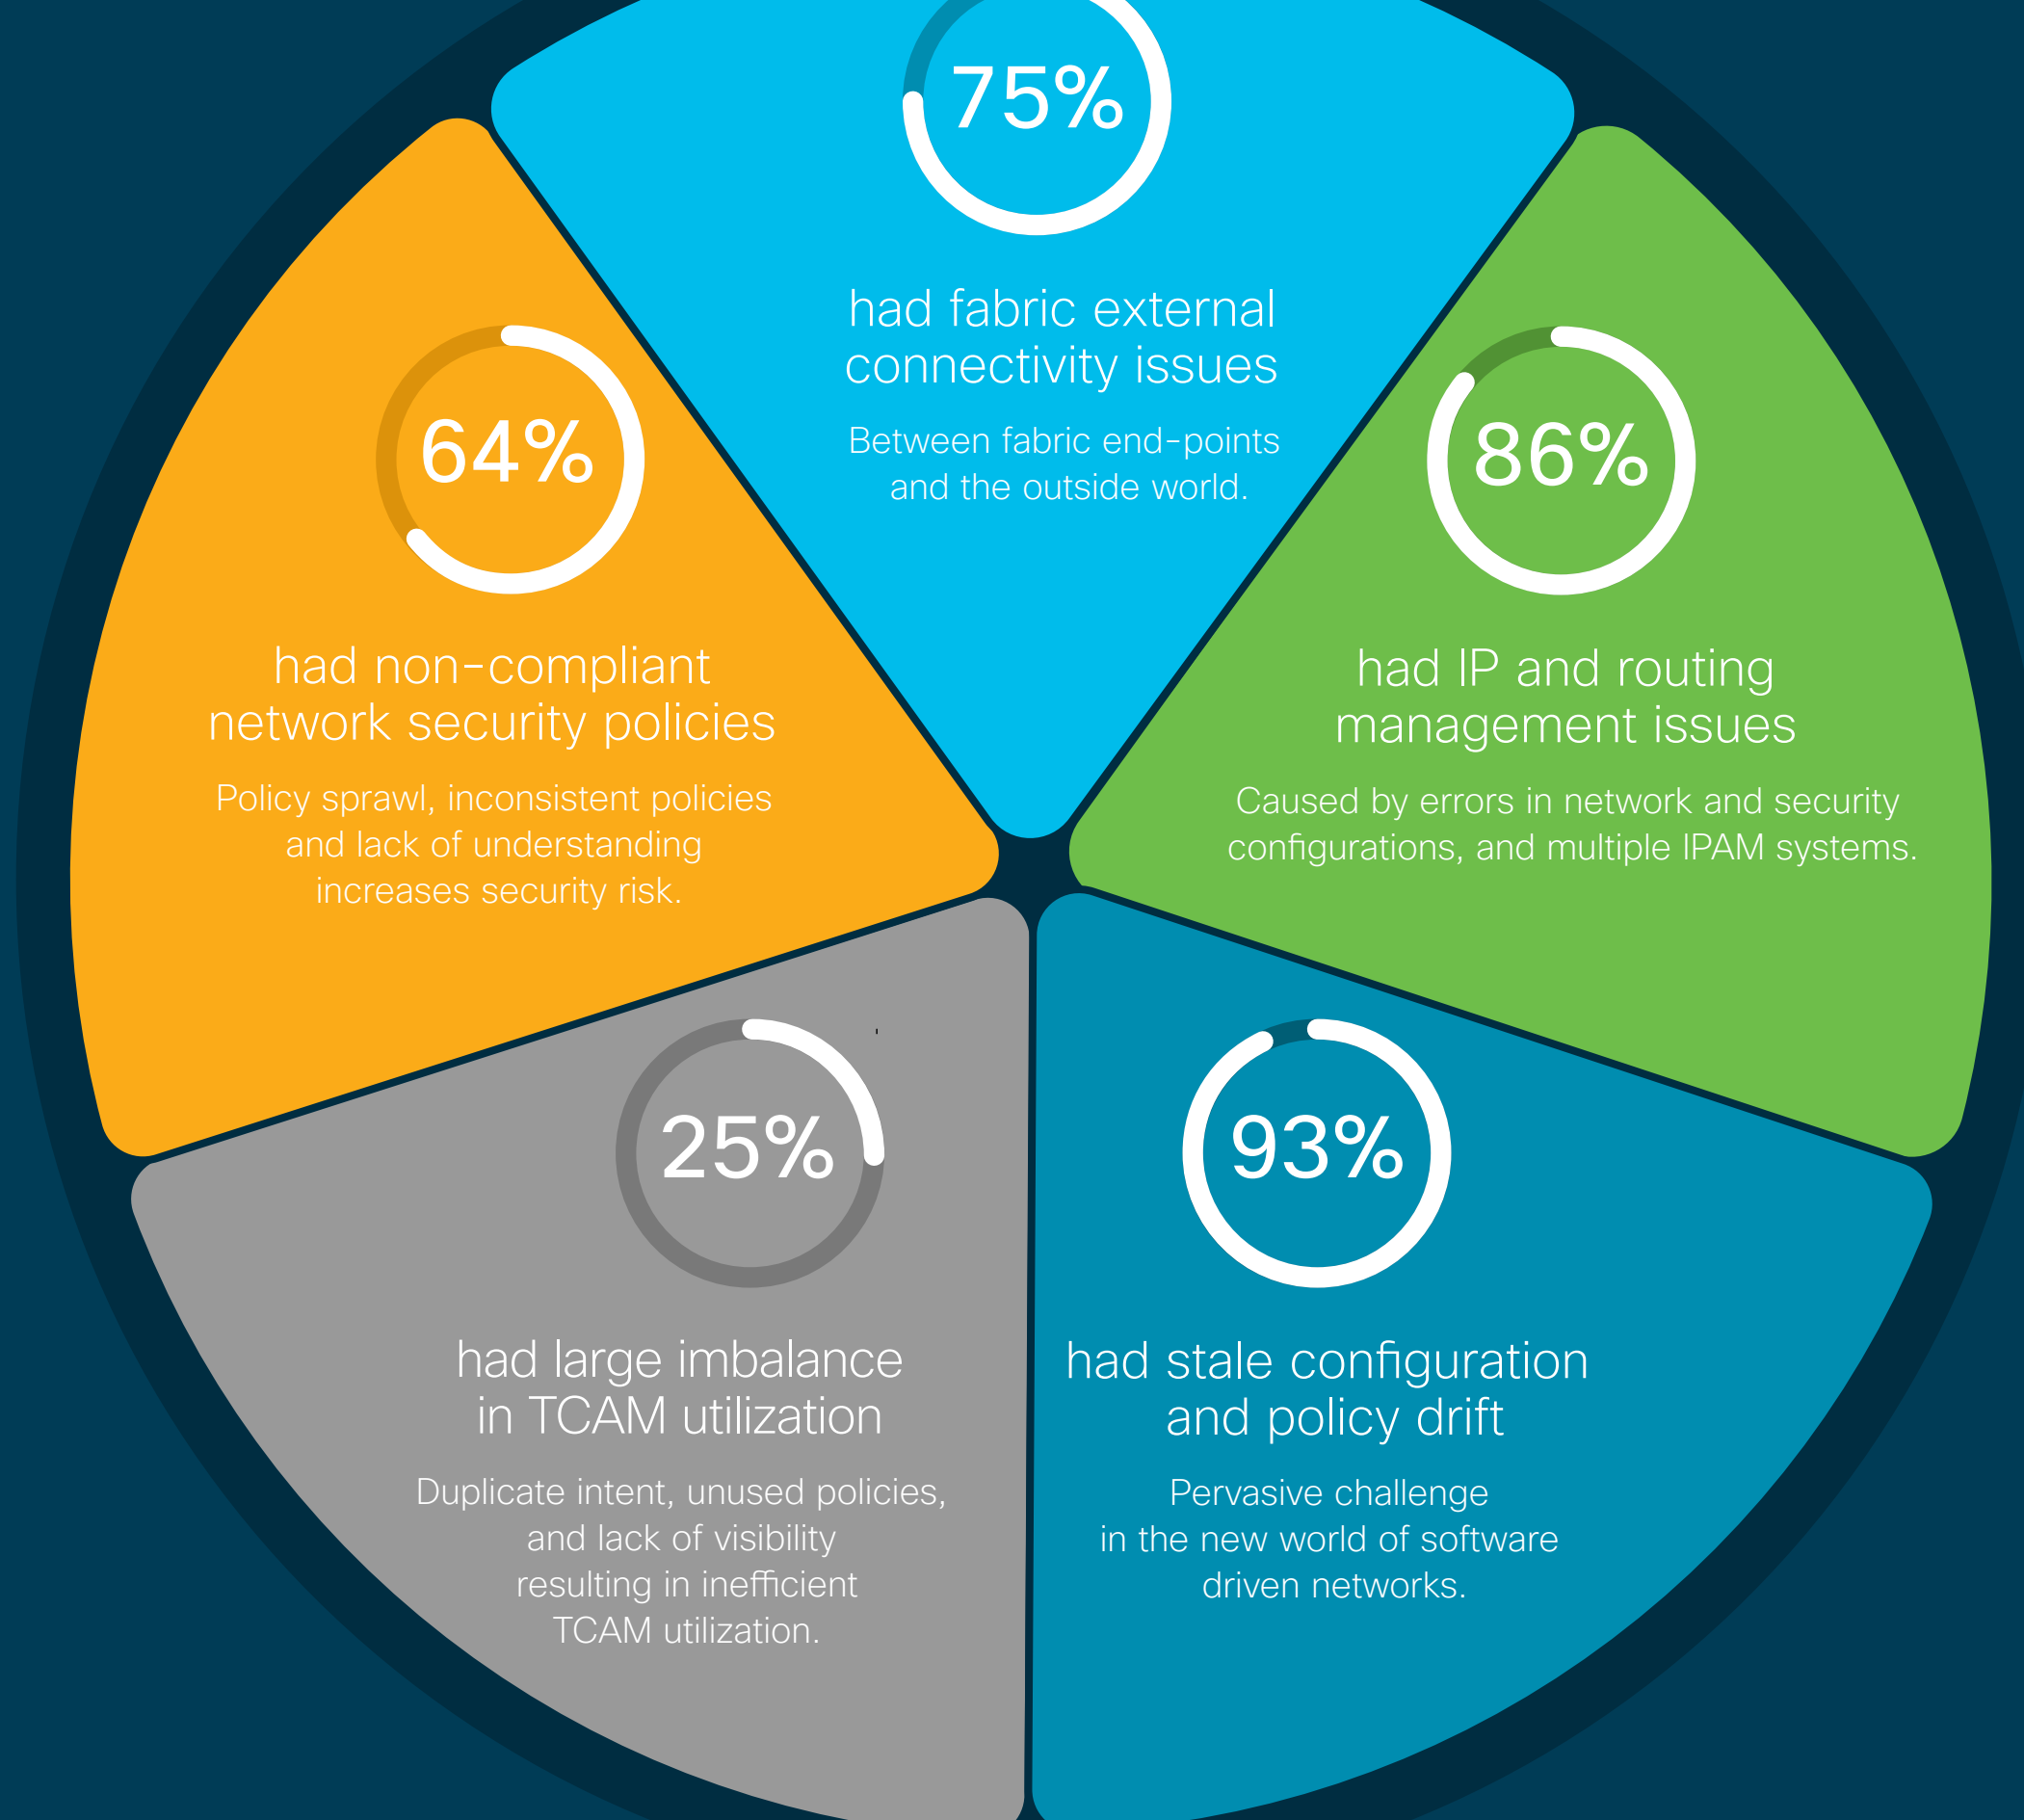 75%
had fabric external
connectivity issues
Between fabric end-points
and the outside world.
64%
had non-compliant
network security policies
Policy sprawl, inconsistent policies
and lack of understanding
increases security risk.
86%
had IP and routing
management issues
Caused by errors in network and security
configurations, and multiple IPAM systems.
25%
had large imbalance
in TCAM utilization
Duplicate intent, unused policies,
and lack of visibility
resulting in inefficient
TCAM utilization.
93%
had stale configuration
and policy drift
Pervasive challenge
in the new world of software
driven networks.